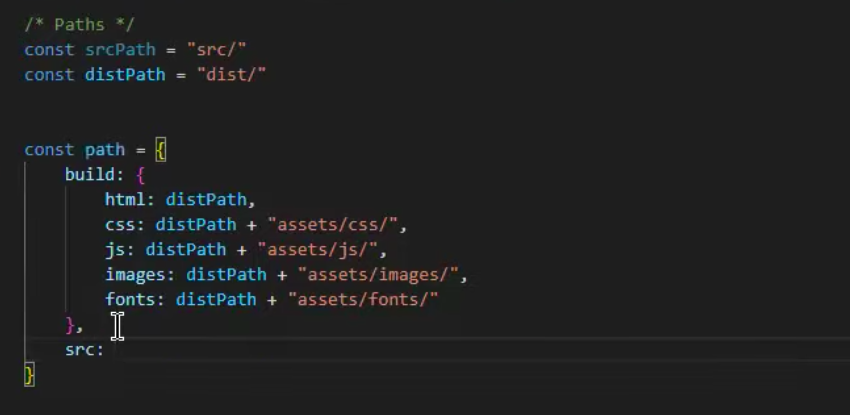 /* Paths */
const srcPath = "src/"
const distPath = "dist/"
const path = {
build: {
html: distPath,
css: distPath + "assets/css/",
js: distPath + "assets/js/",
images: distPath + "assets/images/",
fonts: distPath + "assets/fonts/"
},
src:
}